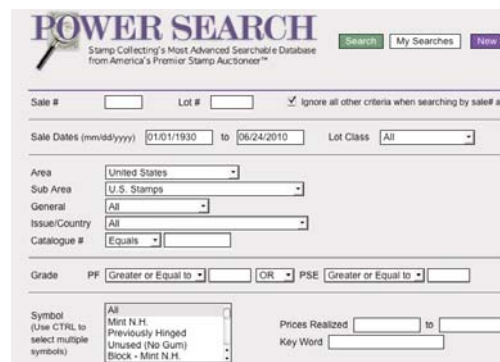 POWER SEARCH
Stamp Collecting's Most Advanced Searchable Database
from America's Premier Stamp Auctioneer™
Search My Searches New
Sale # Lot # Ignore all other criteria when searching by sale# a
Sale Dates (mm/dd/yyyy) 01/01/1930 to 06/24/2010 Lot Class All
Area United States
Sub Area U.S. Stamps
General All
Issue/Country All
Catalogue # Equals
Grade PF Greater or Equal to OR PSE Greater or Equal to
Symbol
(Use CTRL to
select multiple
symbols)
All
Mint N.H.
Previously Hinged
Unused (No Gum)
Block - Mint N.H.
Prices Realized to
Key Word